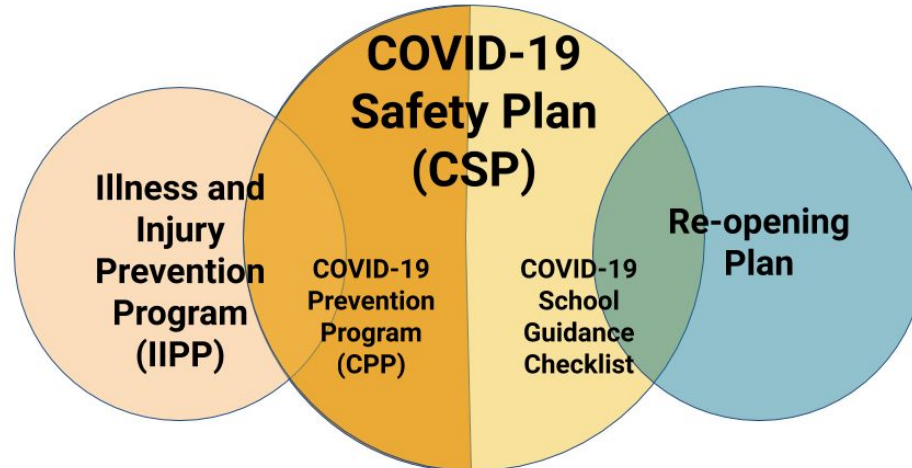 COVID-19
Safety Plan
(CSP)
Illness and
Injury
Prevention
Program
(IIPP)
COVID-19
Prevention
Program
(CPP)
COVID-19
School
Guidance
Checklist
Re-opening
Plan